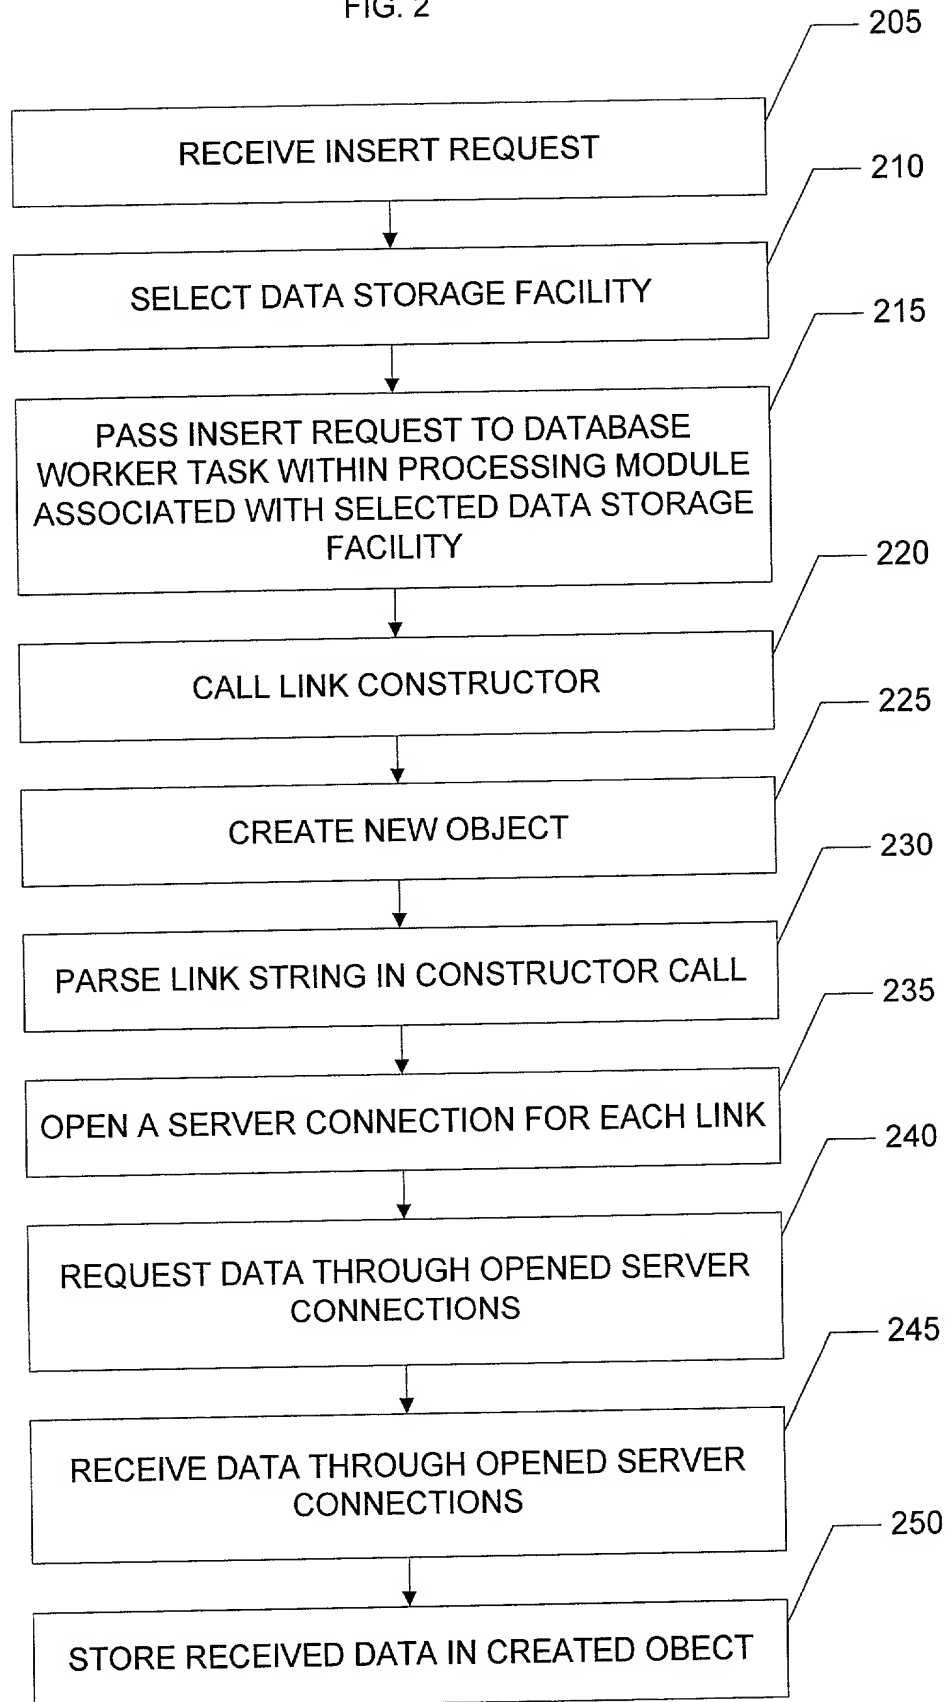 FIG. 2
205
RECEIVE INSERT REQUEST
210
SELECT DATA STORAGE FACILITY
215
PASS INSERT REQUEST TO DATABASE
WORKER TASK WITHIN PROCESSING MODULE
ASSOCIATED WITH SELECTED DATA STORAGE
FACILITY
220
CALL LINK CONSTRUCTOR
225
CREATE NEW OBJECT
230
PARSE LINK STRING IN CONSTRUCTOR CALL
235
OPEN A SERVER CONNECTION FOR EACH LINK
240
REQUEST DATA THROUGH OPENED SERVER
CONNECTIONS
245
RECEIVE DATA THROUGH OPENED SERVER
CONNECTIONS
250
STORE RECEIVED DATA IN CREATED OBECT